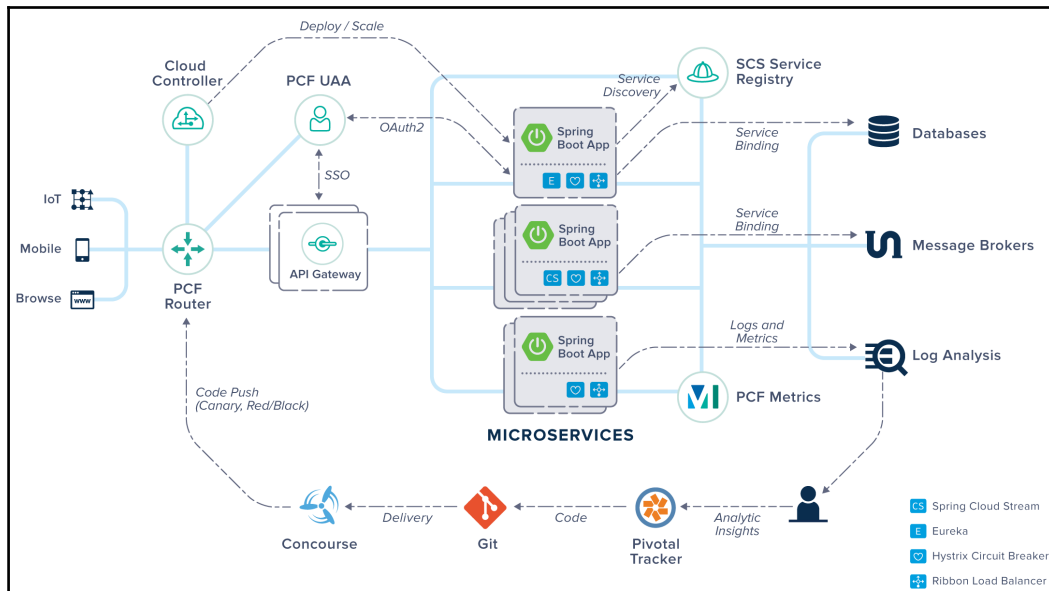 Deploy / Scale
Cloud
Controller
PCF UAA
SCS Service
Registry
Service
Discovery
OAuth2
Spring
Boot App
E
Service
Binding
Databases
SSO
IoT
Mobile
Browse
www
PCF
Router
API Gateway
Spring
Boot App
CS
Service
Binding
Message Brokers
Spring
Boot App
Logs and
Metrics
Log Analysis
PCF Metrics
MICROSERVICES
Code Push
(Canary, Red/Black)
Concourse
Delivery
Git
Code
Pivotal
Tracker
Analytic
Insights
CS Spring Cloud Stream
E Eureka
Hystrix Circuit Breaker
Ribbon Load Balancer